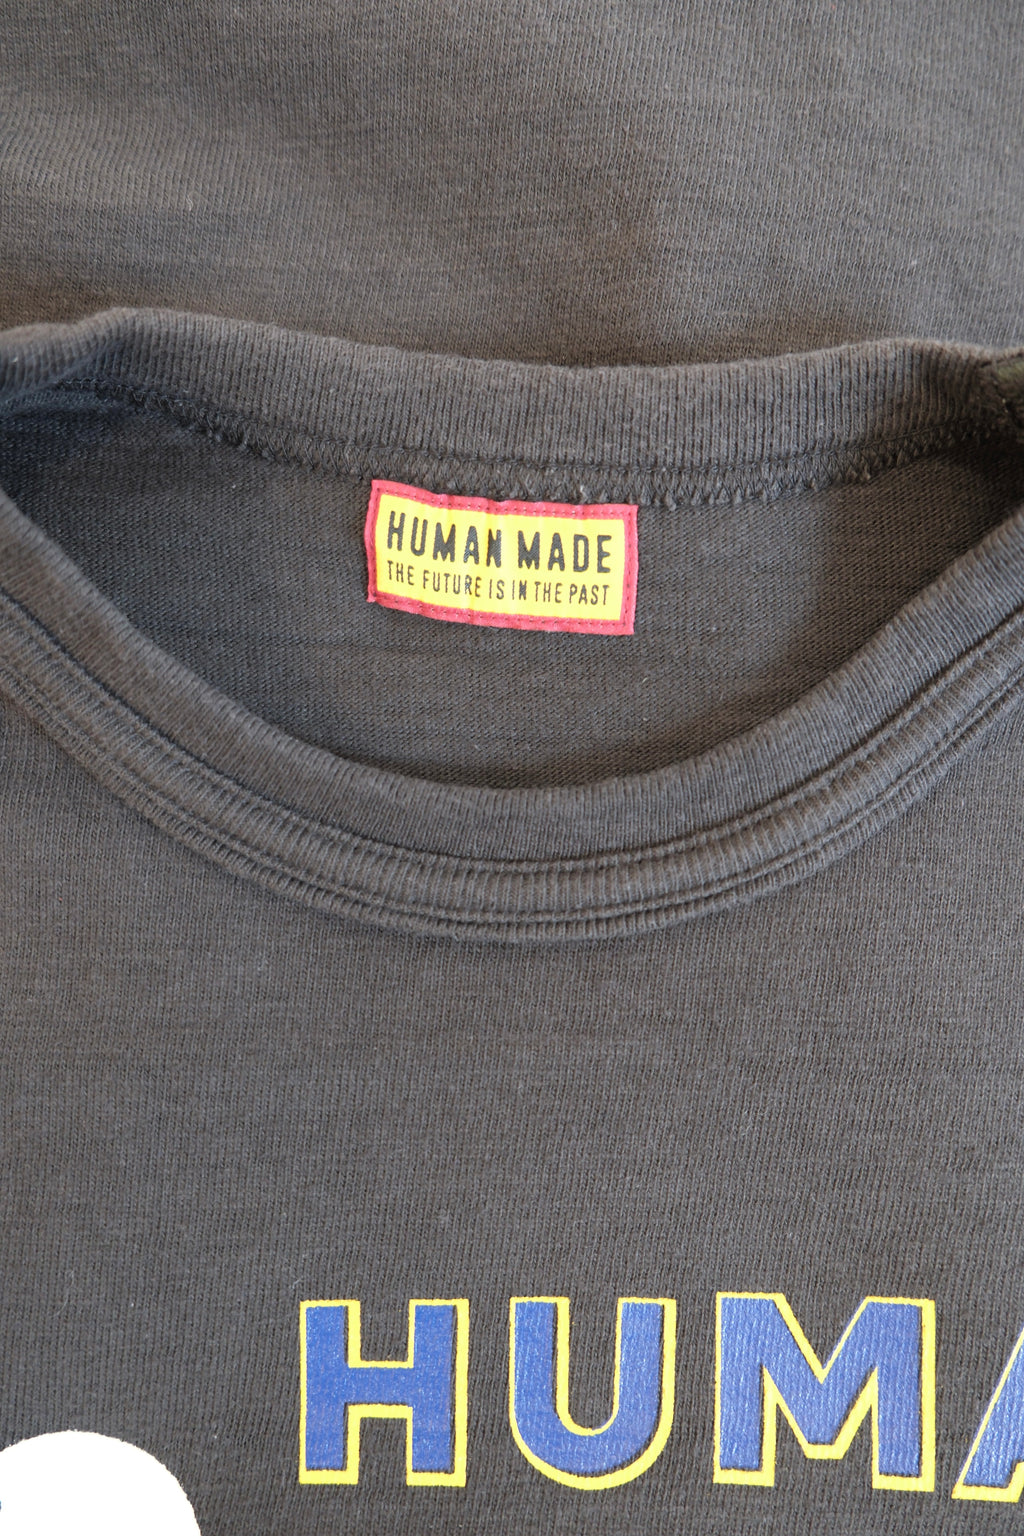 HUMAN MADE
THE FUTURE IS IN THE PAST
HUMA